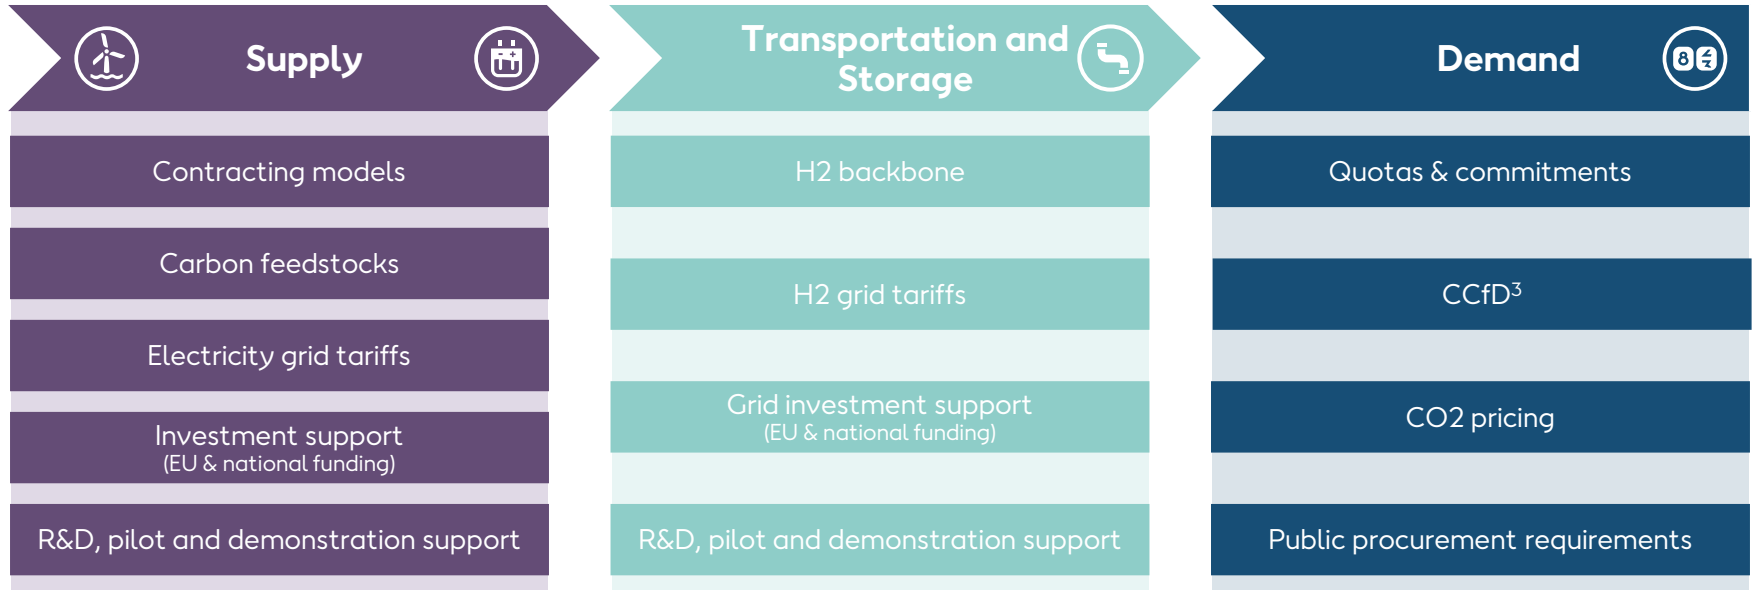 Supply
Contracting models
Carbon feedstocks
Electricity grid tariffs
Investment support
(EU & national funding)
R&D, pilot and demonstration support
Transportation and
Storage
H2 backbone
H2 grid tariffs
Grid investment support
(EU & national funding)
R&D, pilot and demonstration support
Demand
Quotas & commitments
CCfD³
CO2 pricing
Public procurement requirements